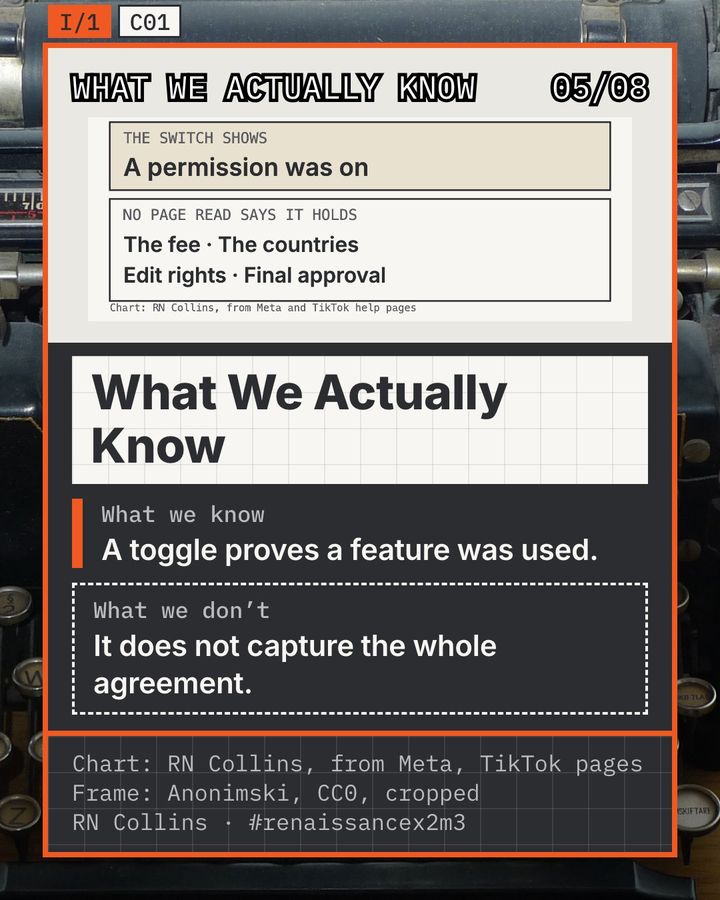 I/1 C01
WHAT WE ACTUALLY KNOW 05/08
THE SWITCH SHOWS
A permission was on
NO PAGE READ SAYS IT HOLDS
The fee · The countries
Edit rights · Final approval
Chart: RN Collins, from Meta and TikTok help pages
What We Actually
Know
What we know
A toggle proves a feature was used.
What we don’t
It does not capture the whole
agreement.
Chart: RN Collins, from Meta, TikTok pages
Frame: Anonimski, CC0, cropped
RN Collins · #renaissancex2m3